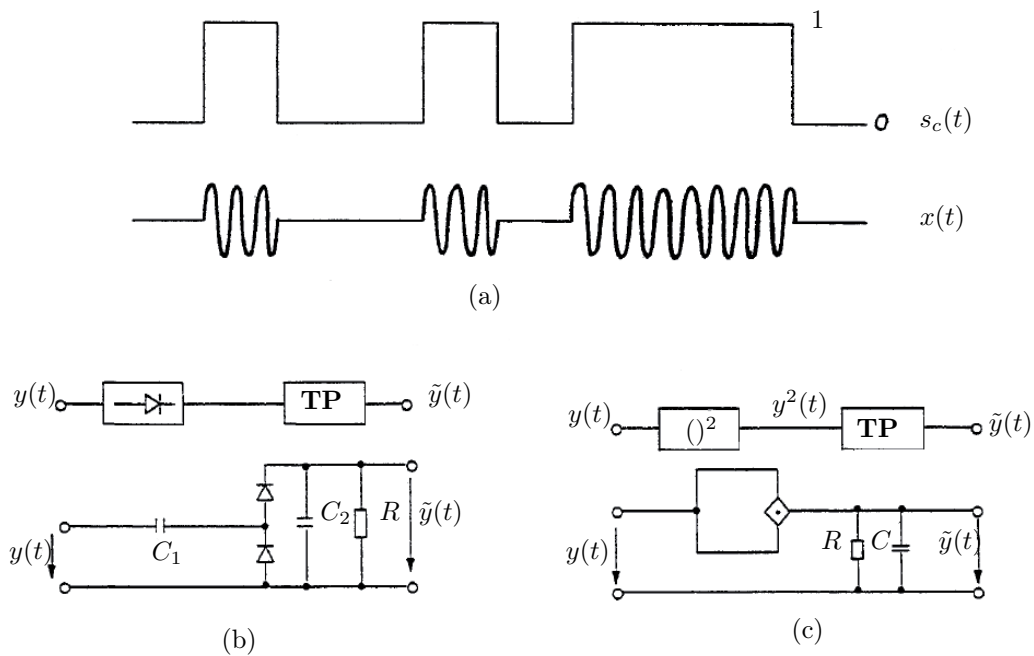 1
0
s_c(t)
x(t)
(a)
y(t) TP ỹ(t)
C_1 C_2 R ỹ(t)
y(t)
(b)
y(t) ()^2 y^2(t) TP ỹ(t)
y(t) R C ỹ(t)
(c)